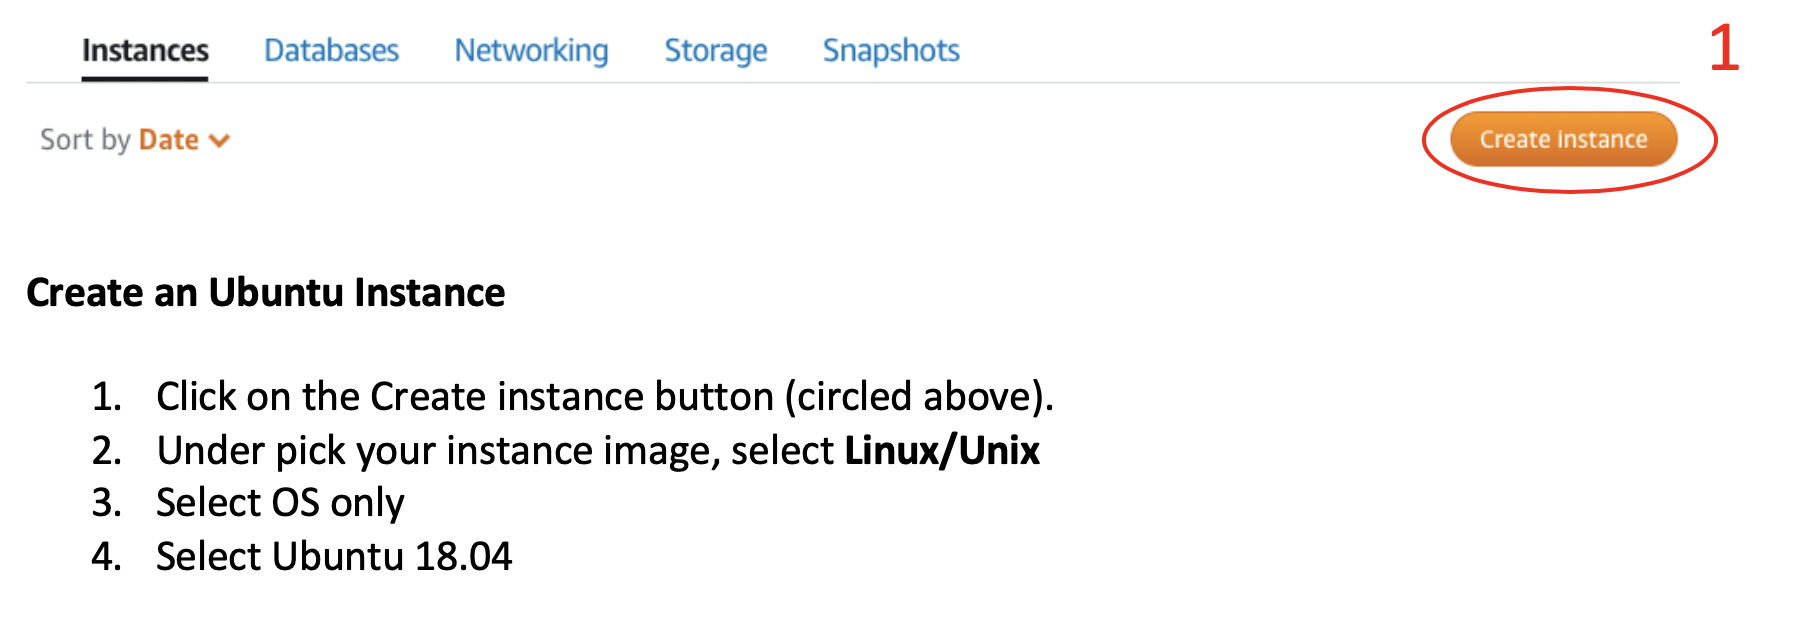 Instances Databases Networking Storage Snapshots 1
Sort by Date Create instance
Create an Ubuntu Instance
1. Click on the Create instance button (circled above).
2. Under pick your instance image, select Linux/Unix
3. Select OS only
4. Select Ubuntu 18.04